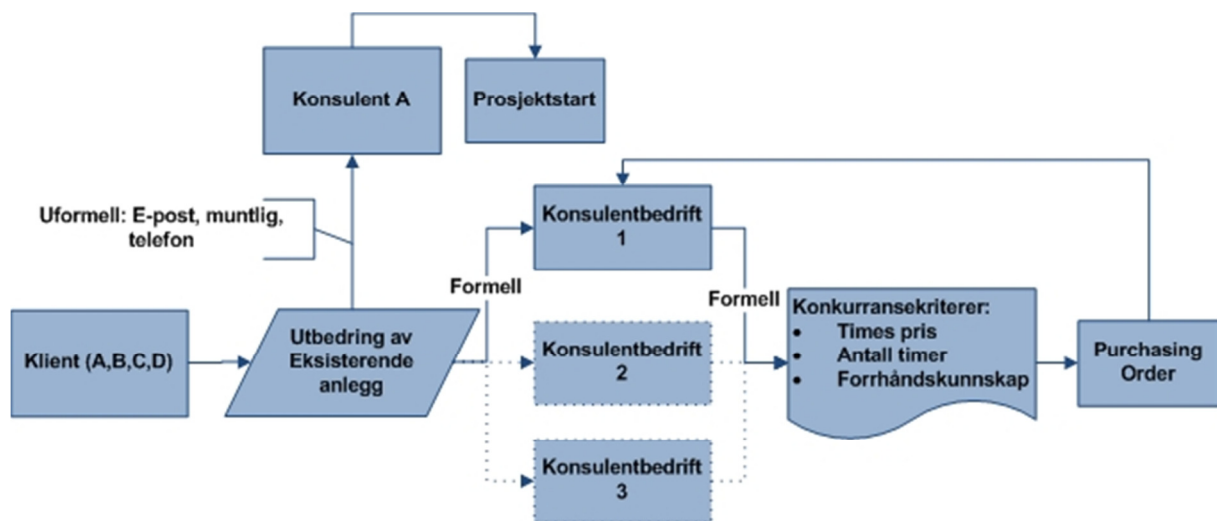 Konsulent A
Prosjektstart
Uformell: E-post, muntlig,
telefon
Klient (A,B,C,D)
Utbedring av
Eksisterende
anlegg
Formell
Konsulentbedrift
1
Konsulentbedrift
2
Konsulentbedrift
3
Formell
Konkurransekriterer:
• Times pris
• Antall timer
• Forrhåndskunnskap
Purchasing
Order